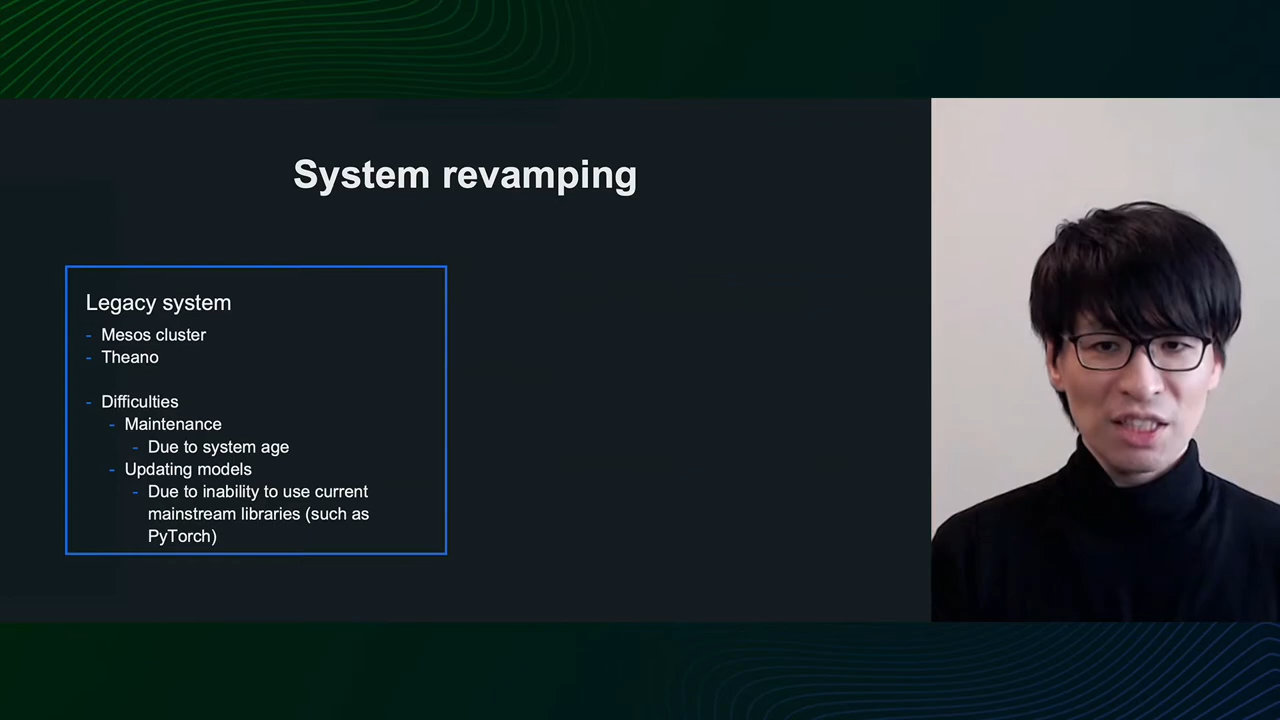 System revamping
Legacy system
- Mesos cluster
- Theano
- Difficulties
- Maintenance
- Due to system age
- Updating models
- Due to inability to use current
mainstream libraries (such as
PyTorch)